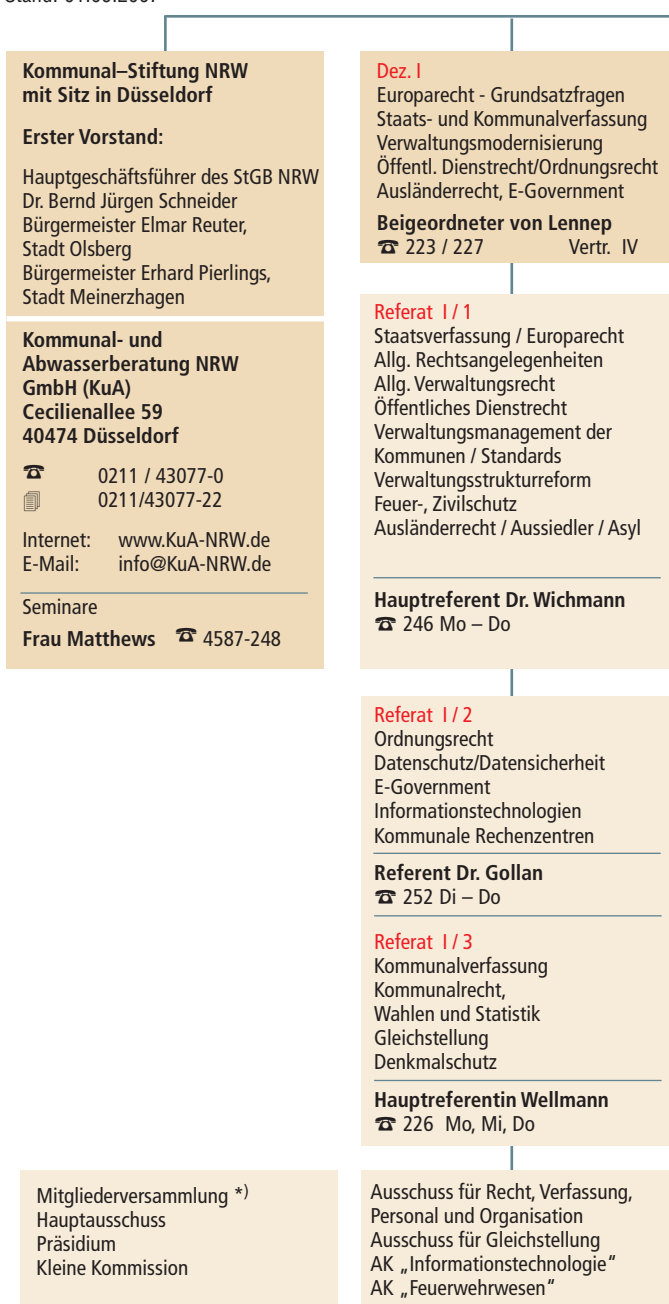 Kommunal–Stiftung NRW
mit Sitz in Düsseldorf
Erster Vorstand:
Hauptgeschäftsführer des StGB NRW
Dr. Bernd Jürgen Schneider
Bürgermeister Elmar Reuter,
Stadt Olsberg
Bürgermeister Erhard Pierlings,
Stadt Meinerzhagen
Kommunal- und
Abwasserberatung NRW
GmbH (KuA)
Cecilienallee 59
40474 Düsseldorf
☎ 0211 / 43077-0
0211/43077-22
Internet: www.KuA-NRW.de
E-Mail: info@KuA-NRW.de
Seminare
Frau Matthews ☎ 4587-248
Dez. I
Europarecht - Grundsatzfragen
Staats- und Kommunalverfassung
Verwaltungsmodernisierung
Öffentl. Dienstrecht/Ordnungsrecht
Ausländerrecht, E-Government
Beigeordneter von Lennep
☎ 223 / 227 Vertr. IV
Referat I / 1
Staatsverfassung / Europarecht
Allg. Rechtsangelegenheiten
Allg. Verwaltungsrecht
Öffentliches Dienstrecht
Verwaltungsmanagement der
Kommunen / Standards
Verwaltungsstrukturreform
Feuer-, Zivilschutz
Ausländerrecht / Aussiedler / Asyl
Hauptreferent Dr. Wichmann
☎ 246 Mo – Do
Referat I / 2
Ordnungsrecht
Datenschutz/Datensicherheit
E-Government
Informationstechnologien
Kommunale Rechenzentren
Referent Dr. Gollan
☎ 252 Di – Do
Referat I / 3
Kommunalverfassung
Kommunalrecht,
Wahlen und Statistik
Gleichstellung
Denkmalschutz
Hauptreferentin Wellmann
☎ 226 Mo, Mi, Do
Mitgliederversammlung *)
Hauptausschuss
Präsidium
Kleine Kommission
Ausschuss für Recht, Verfassung,
Personal und Organisation
Ausschuss für Gleichstellung
AK „Informationstechnologie“
AK „Feuerwehrwesen“